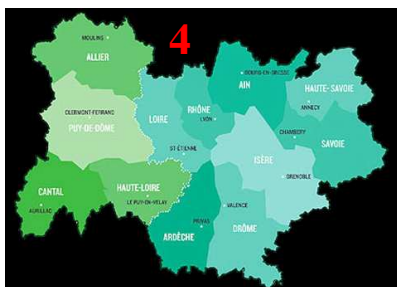 4
MOULINS
ALLIER
BOURG-EN-BRESSE
AIN
HAUTE-SAVOIE
ANNECY
CLERMONT-FERRAND
PUY-DE-DÔME
LOIRE
RHÔNE
LYON
CHAMBÉRY
SAVOIE
ST-ÉTIENNE
ISÈRE
GRENOBLE
CANTAL
AURILLAC
HAUTE-LOIRE
LE PUY-EN-VELAY
PRIVAS
VALENCE
ARDÈCHE
DRÔME